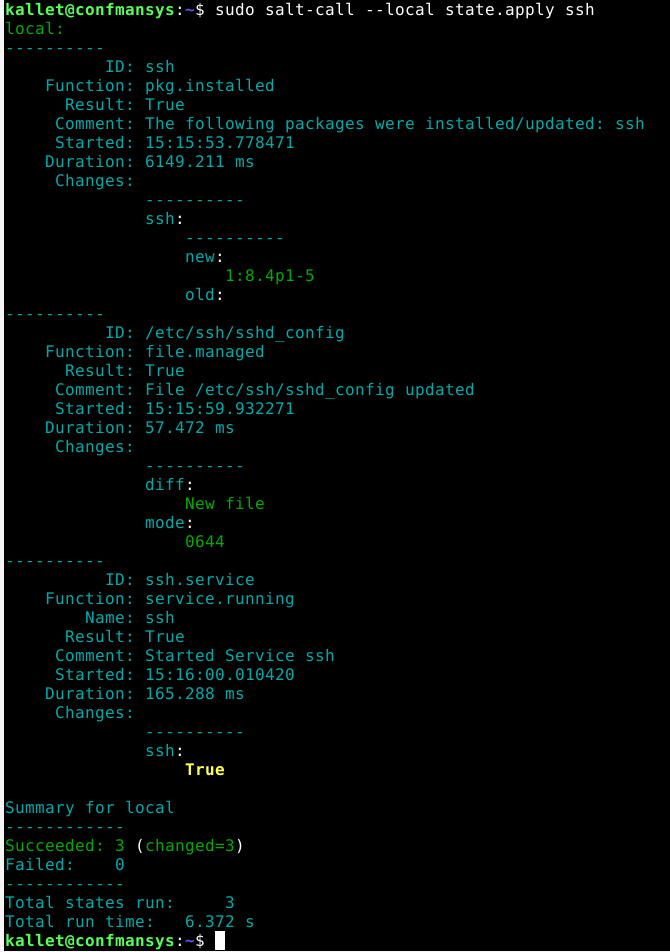 kallet@confmansys:~$ sudo salt-call --local state.apply ssh
local:
----------
          ID: ssh
    Function: pkg.installed
      Result: True
     Comment: The following packages were installed/updated: ssh
     Started: 15:15:53.778471
    Duration: 6149.211 ms
     Changes:
              ----------
              ssh:
                  ----------
                  new:
                      1:8.4p1-5
                  old:
----------
          ID: /etc/ssh/sshd_config
    Function: file.managed
      Result: True
     Comment: File /etc/ssh/sshd_config updated
     Started: 15:15:59.932271
    Duration: 57.472 ms
     Changes:
              ----------
              diff:
                  New file
              mode:
                  0644
----------
          ID: ssh.service
    Function: service.running
        Name: ssh
      Result: True
     Comment: Started Service ssh
     Started: 15:16:00.010420
    Duration: 165.288 ms
     Changes:
              ----------
              ssh:
                  True

Summary for local
------------
Succeeded: 3 (changed=3)
Failed:    0
------------
Total states run:     3
Total run time:   6.372 s
kallet@confmansys:~$